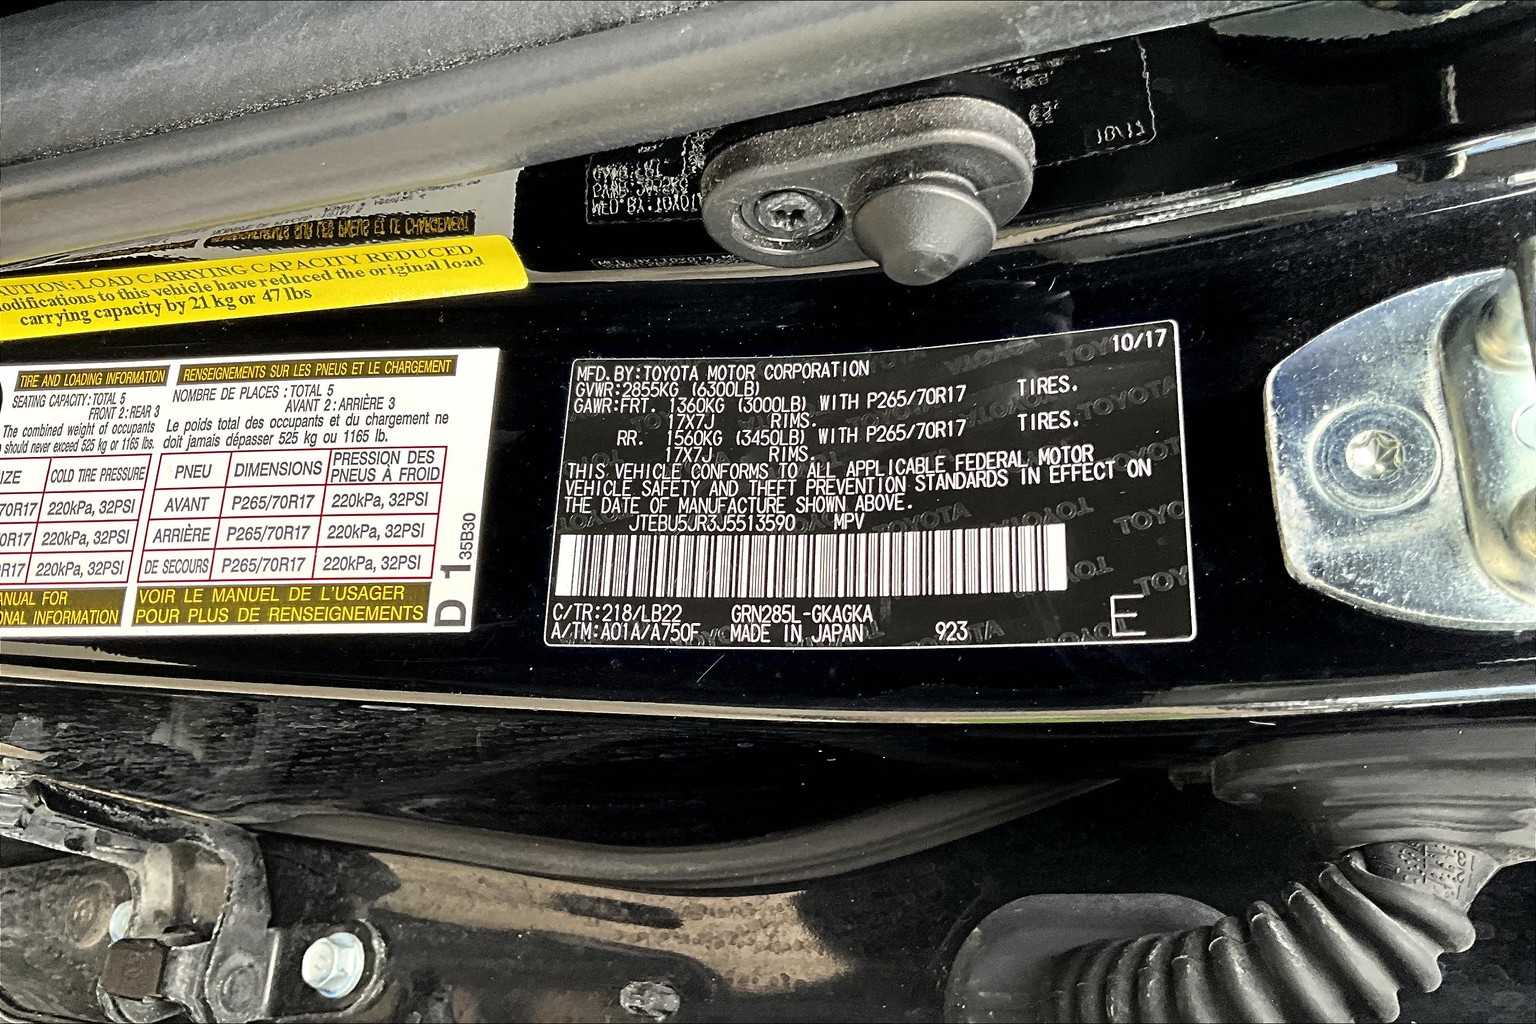 CAUTION: LOAD CARRYING CAPACITY REDUCED
modifications to this vehicle have reduced the original load
carrying capacity by 21 kg or 47 lbs
TIRE AND LOADING INFORMATION
SEATING CAPACITY: TOTAL 5
FRONT 2: REAR 3
The combined weight of occupants
should never exceed 525 kg or 1165 lbs.
COLD TIRE PRESSURE
70R17 220kPa, 32PSI
0R17 220kPa, 32PSI
R17 220kPa, 32PSI
MANUAL FOR
ONAL INFORMATION
RENSEIGNEMENTS SUR LES PNEUS ET LE CHARGEMENT
NOMBRE DE PLACES : TOTAL 5
AVANT 2 : ARRIÈRE 3
Le poids total des occupants et du chargement ne
doit jamais dépasser 525 kg ou 1165 lb.
PNEU DIMENSIONS PRESSION DES PNEUS À FROID
AVANT P265/70R17 220kPa, 32PSI
ARRIÈRE P265/70R17 220kPa, 32PSI
DE SECOURS P265/70R17 220kPa, 32PSI
VOIR LE MANUEL DE L'USAGER
POUR PLUS DE RENSEIGNEMENTS
D 1 35B30
10/17
MFD. BY: TOYOTA MOTOR CORPORATION
GVWR: 2855KG (6300LB)
GAWR: FRT. 1360KG (3000LB) WITH P265/70R17 TIRES.
17X7J RIMS.
RR. 1560KG (3450LB) WITH P265/70R17 TIRES.
17X7J RIMS.
THIS VEHICLE CONFORMS TO ALL APPLICABLE FEDERAL MOTOR
VEHICLE SAFETY AND THEFT PREVENTION STANDARDS IN EFFECT ON
THE DATE OF MANUFACTURE SHOWN ABOVE.
JTEBU5JR3J5513590 MPV
C/TR: 218/LB22 GRN285L-GKAGKA
A/TM: A01A/A750F MADE IN JAPAN 923 E